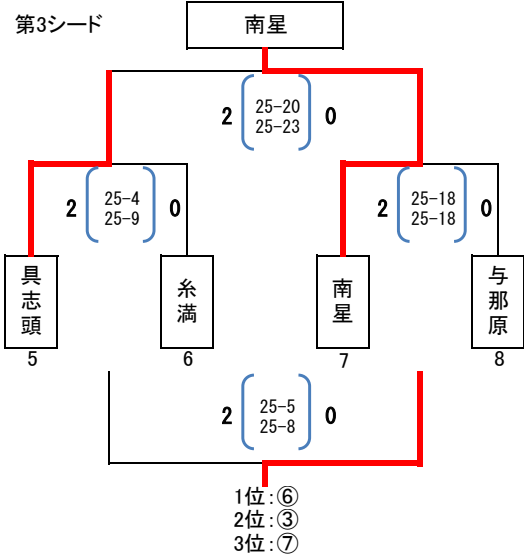 第3シード
南星
2 25-20 0
25-23
2 25-4 0
25-9
2 25-18 0
25-18
具志頭
糸満
南星
与那原
5
6
7
8
2 25-5 0
25-8
1位:⑥
2位:③
3位:⑦